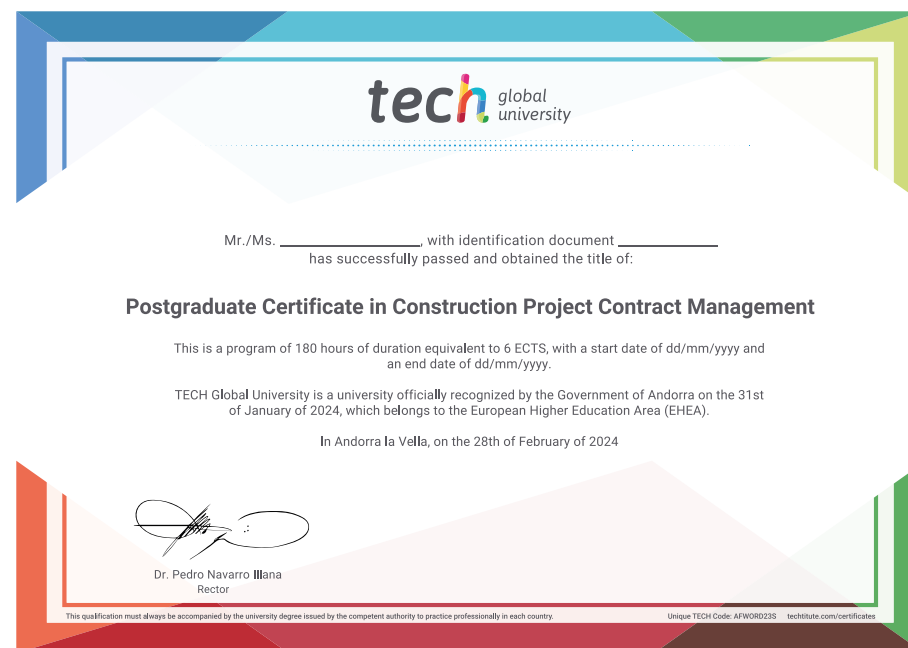 tech global university
Mr./Ms. ____________, with identification document ____________
has successfully passed and obtained the title of:
Postgraduate Certificate in Construction Project Contract Management
This is a program of 180 hours of duration equivalent to 6 ECTS, with a start date of dd/mm/yyyy and
an end date of dd/mm/yyyy.
TECH Global University is a university officially recognized by the Government of Andorra on the 31st
of January of 2024, which belongs to the European Higher Education Area (EHEA).
In Andorra la Vella, on the 28th of February of 2024
Dr. Pedro Navarro Illana
Rector
This qualification must always be accompanied by the university degree issued by the competent authority to practice professionally in each country.
Unique TECH Code: AFWORD23S techtitute.com/certificates